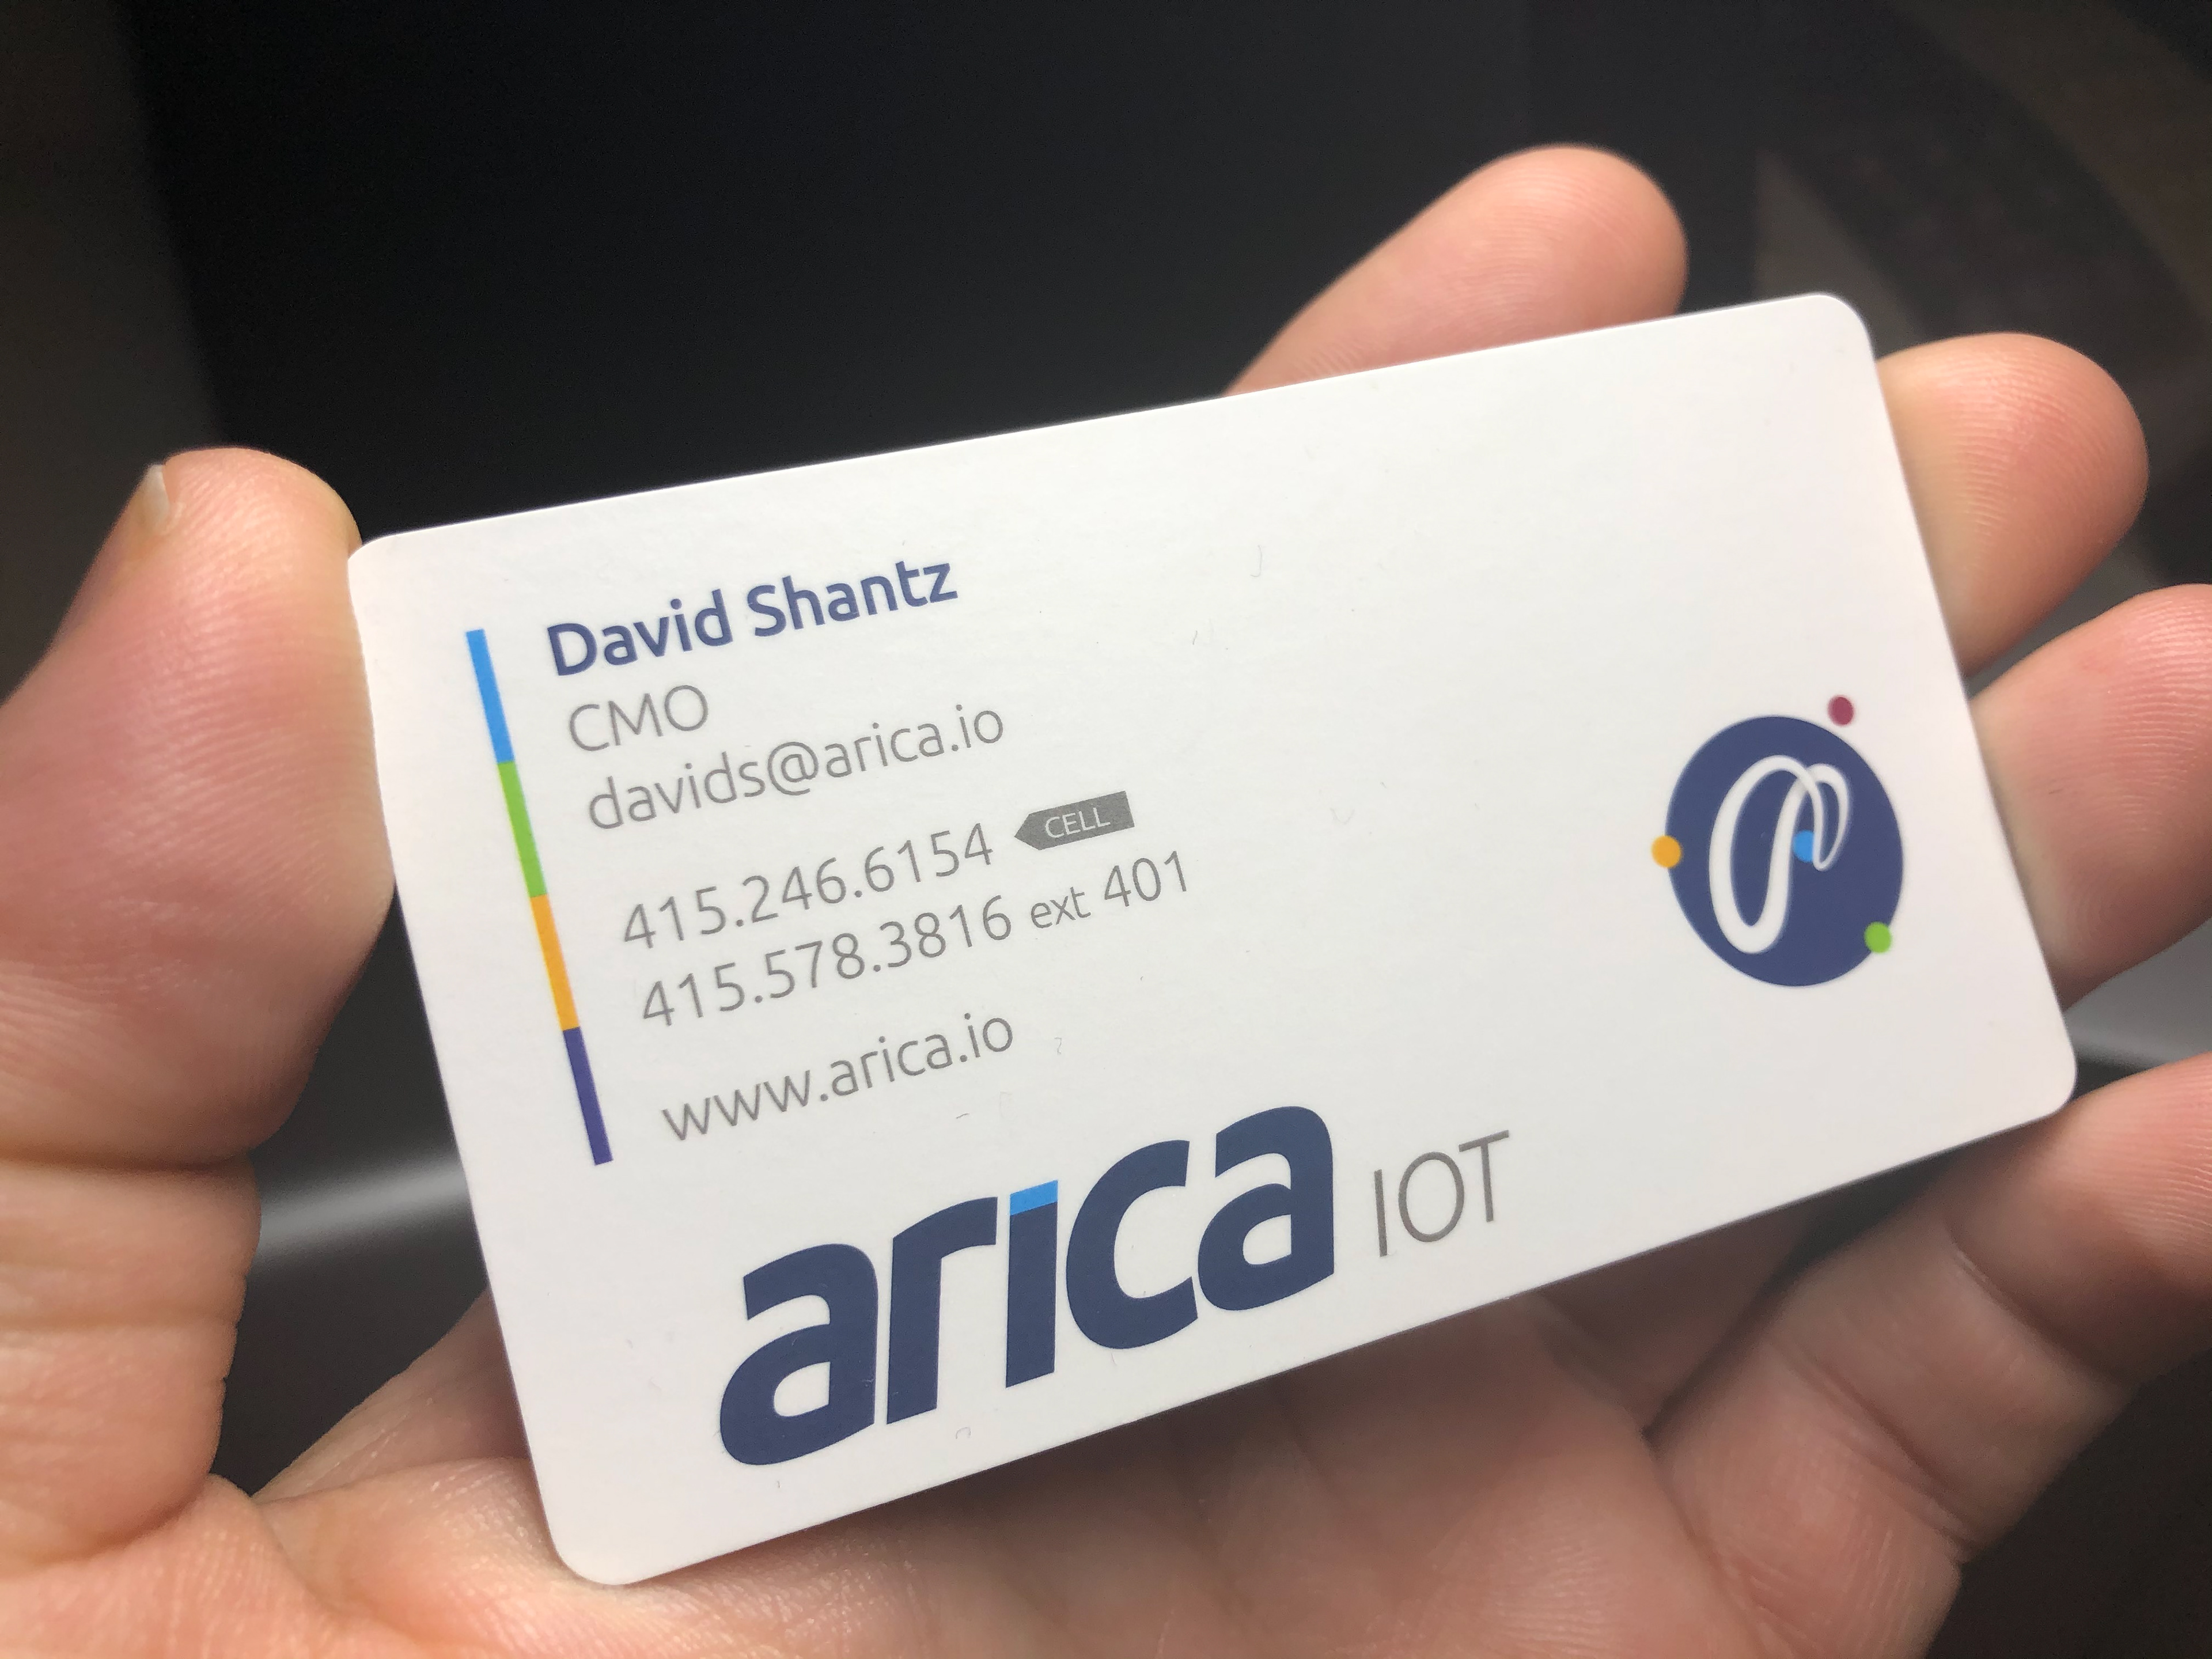 David Shantz
CMO
davids@arica.io
415.246.6154 CELL
415.578.3816 ext 401
www.arica.io
arica IOT